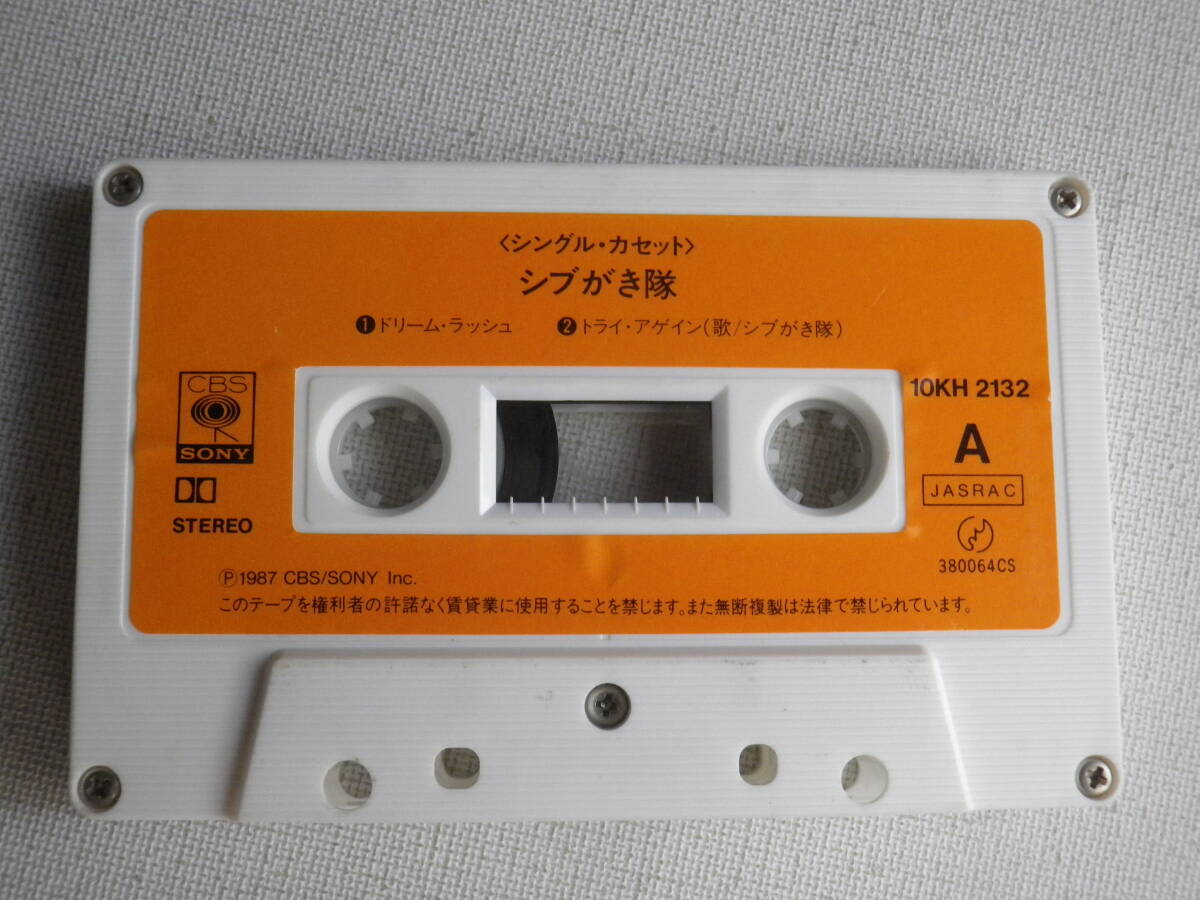 〈シングル・カセット〉
シブがき隊
❶ドリーム・ラッシュ ❷トライ・アゲイン(歌/シブがき隊)
CBS
SONY
STEREO
10KH 2132
A
JASRAC
380064CS
Ⓟ1987 CBS/SONY Inc.
このテープを権利者の許諾なく賃貸業に使用することを禁じます。また無断複製は法律で禁じられています。